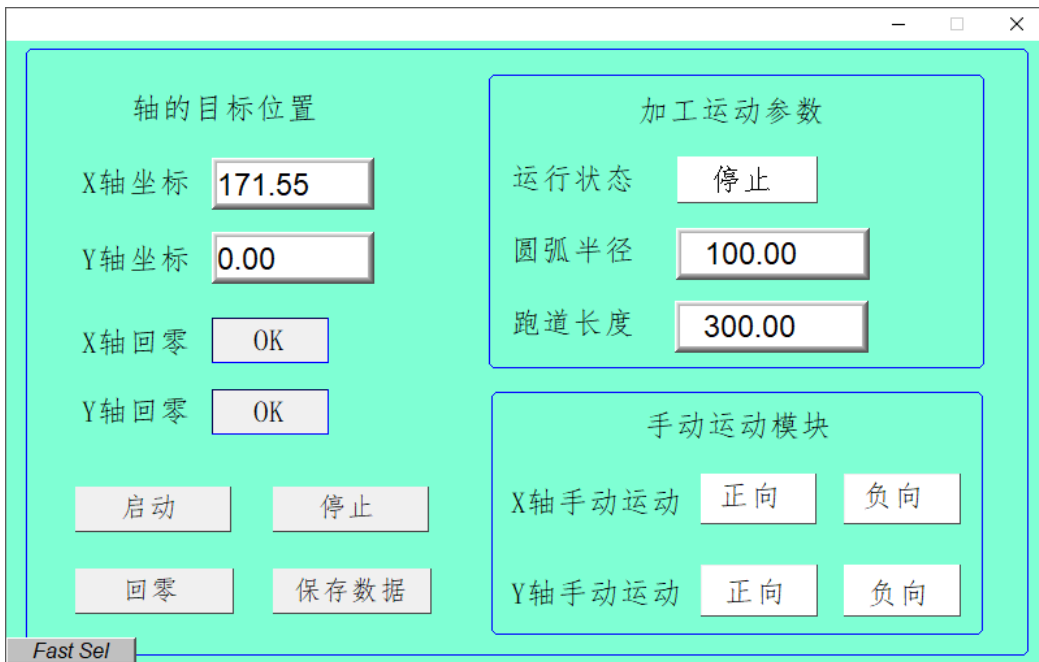 轴的目标位置
X轴坐标 171.55
Y轴坐标 0.00
X轴回零 OK
Y轴回零 OK
启动 停止
回零 保存数据
加工运动参数
运行状态 停止
圆弧半径 100.00
跑道长度 300.00
手动运动模块
X轴手动运动 正向 负向
Y轴手动运动 正向 负向
Fast Sel